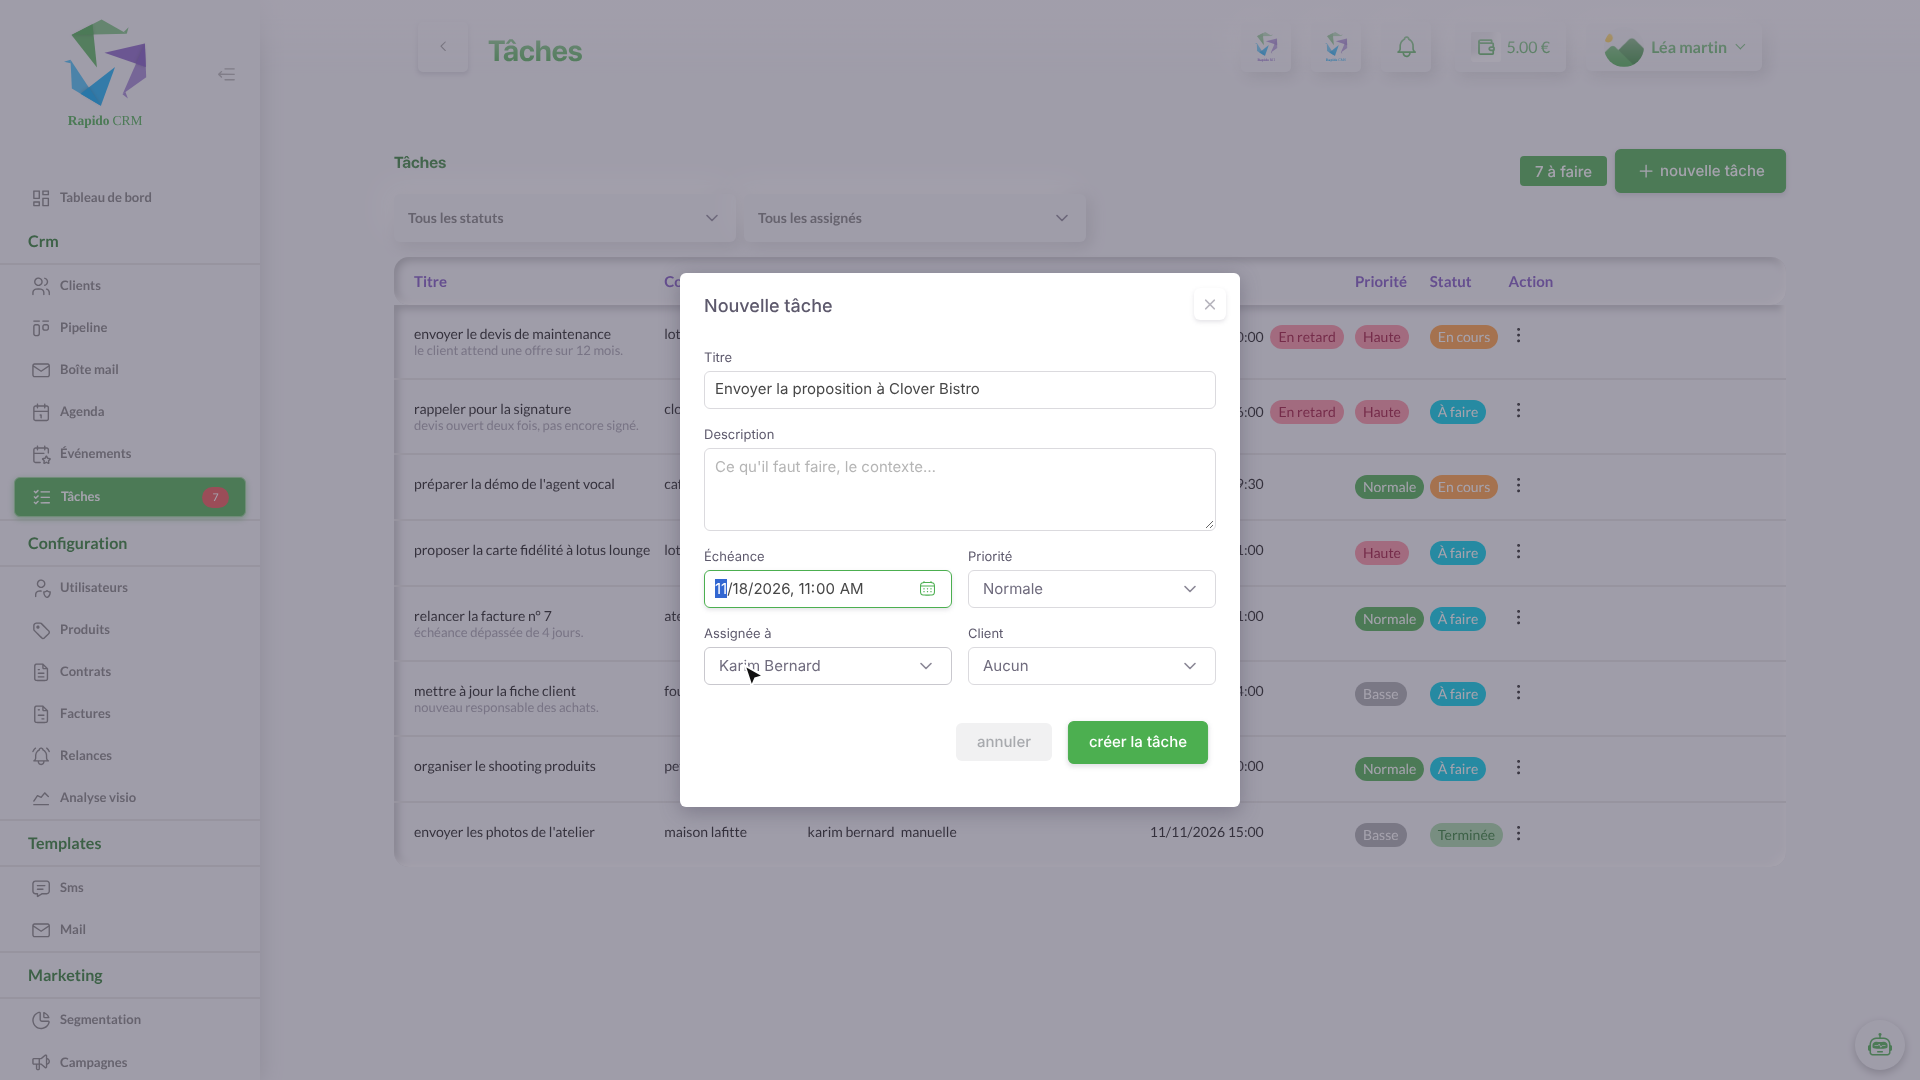 Rapido CRM
Tâches
5.00 €
Léa martin
Tableau de bord
Crm
Clients
Pipeline
Boîte mail
Agenda
Événements
Tâches 7
Configuration
Utilisateurs
Produits
Contrats
Factures
Relances
Analyse visio
Templates
Sms
Mail
Marketing
Segmentation
Campagnes
Tâches
7 à faire
nouvelle tâche
Tous les statuts
Tous les assignés
Titre Priorité Statut Action
envoyer le devis de maintenance En retard Haute En cours
le client attend une offre sur 12 mois.
rappeler pour la signature En retard Haute À faire
devis ouvert deux fois, pas encore signé.
préparer la démo de l'agent vocal Normale En cours
proposer la carte fidélité à lotus lounge Haute À faire
relancer la facture n° 7 Normale À faire
échéance dépassée de 4 jours.
mettre à jour la fiche client Basse À faire
nouveau responsable des achats.
organiser le shooting produits Normale À faire
envoyer les photos de l'atelier maison lafitte karim bernard manuelle 11/11/2026 15:00 Basse Terminée
Nouvelle tâche
Titre
Envoyer la proposition à Clover Bistro
Description
Ce qu'il faut faire, le contexte...
Échéance Priorité
11/18/2026, 11:00 AM Normale
Assignée à Client
Karim Bernard Aucun
annuler créer la tâche